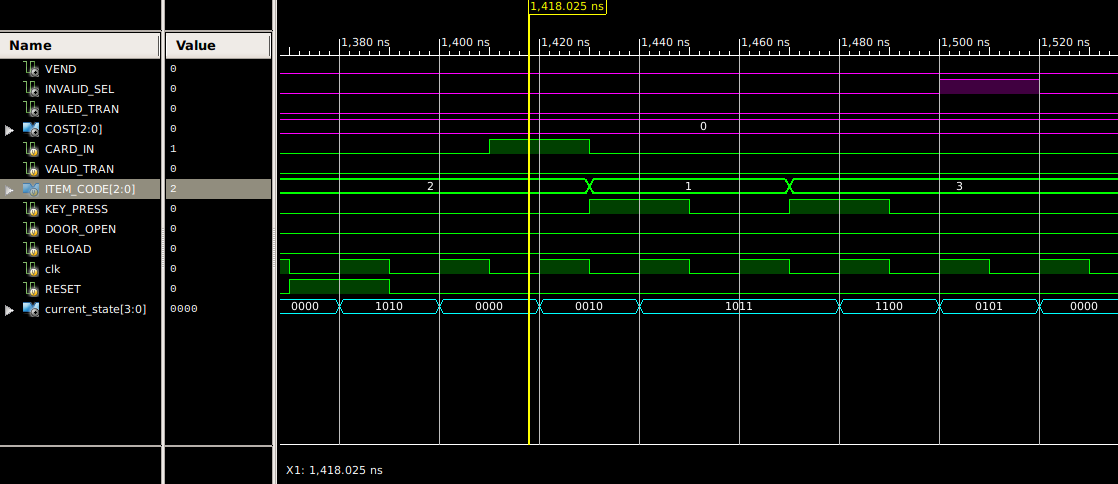 1,418.025 ns
Name Value
1,380 ns 1,400 ns 1,420 ns 1,440 ns 1,460 ns 1,480 ns 1,500 ns 1,520 ns
VEND 0
INVALID_SEL 0
FAILED_TRAN 0
COST[2:0] 0 0
CARD_IN 1
VALID_TRAN 0
ITEM_CODE[2:0] 2 2 1 3
KEY_PRESS 0
DOOR_OPEN 0
RELOAD 0
clk 0
RESET 0
current_state[3:0] 0000 0000 1010 0000 0010 1011 1100 0101 0000
X1: 1,418.025 ns